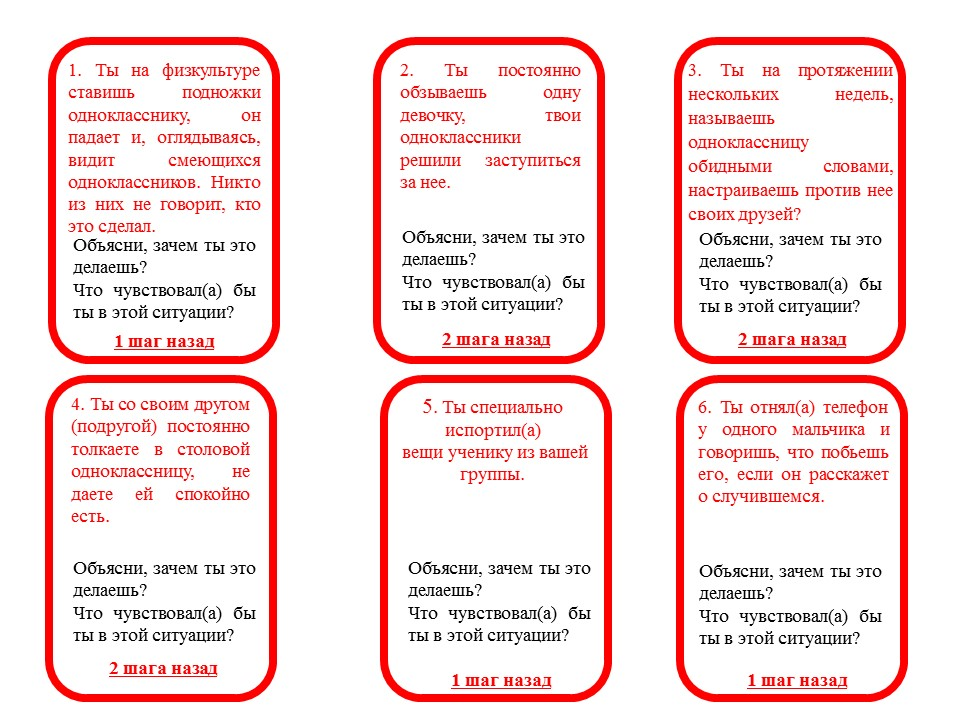 1. Ты на физкультуре
ставишь подножки
однокласснику, он
падает и, оглядываясь,
видит смеющихся
одноклассников. Никто
из них не говорит, кто
это сделал.
Объясни, зачем ты это
делаешь?
Что чувствовал(а) бы
ты в этой ситуации?
1 шаг назад
2. Ты постоянно
обзываешь одну
девочку, твои
одноклассники
решили заступиться
за нее.
Объясни, зачем ты это
делаешь?
Что чувствовал(а) бы
ты в этой ситуации?
2 шага назад
3. Ты на протяжении
нескольких недель,
называешь
одноклассницу
обидными словами,
настраиваешь против нее
своих друзей?
Объясни, зачем ты это
делаешь?
Что чувствовал(а) бы
ты в этой ситуации?
2 шага назад
4. Ты со своим другом
(подругой) постоянно
толкаете в столовой
одноклассницу, не
даете ей спокойно
есть.
Объясни, зачем ты это
делаешь?
Что чувствовал(а) бы
ты в этой ситуации?
2 шага назад
5. Ты специально
испортил(а)
вещи ученику из вашей
группы.
Объясни, зачем ты это
делаешь?
Что чувствовал(а) бы
ты в этой ситуации?
1 шаг назад
6. Ты отнял(а) телефон
у одного мальчика и
говоришь, что побьешь
его, если он расскажет
о случившемся.
Объясни, зачем ты это
делаешь?
Что чувствовал(а) бы
ты в этой ситуации?
1 шаг назад